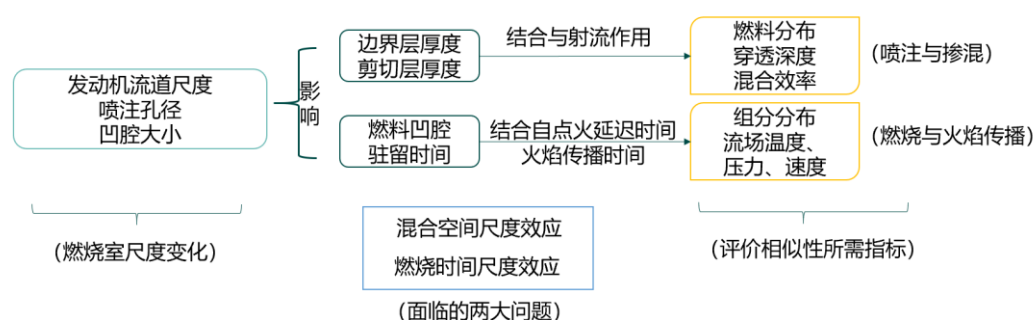 发动机流道尺度
喷注孔径
凹腔大小
(燃烧室尺度变化)
影
响
边界层厚度
剪切层厚度
结合与射流作用
燃料分布
穿透深度
混合效率
(喷注与掺混)
燃料凹腔
驻留时间
结合自点火延迟时间
火焰传播时间
组分分布
流场温度、
压力、速度
(燃烧与火焰传播)
混合空间尺度效应
燃烧时间尺度效应
(面临的两大问题)
(评价相似性所需指标)